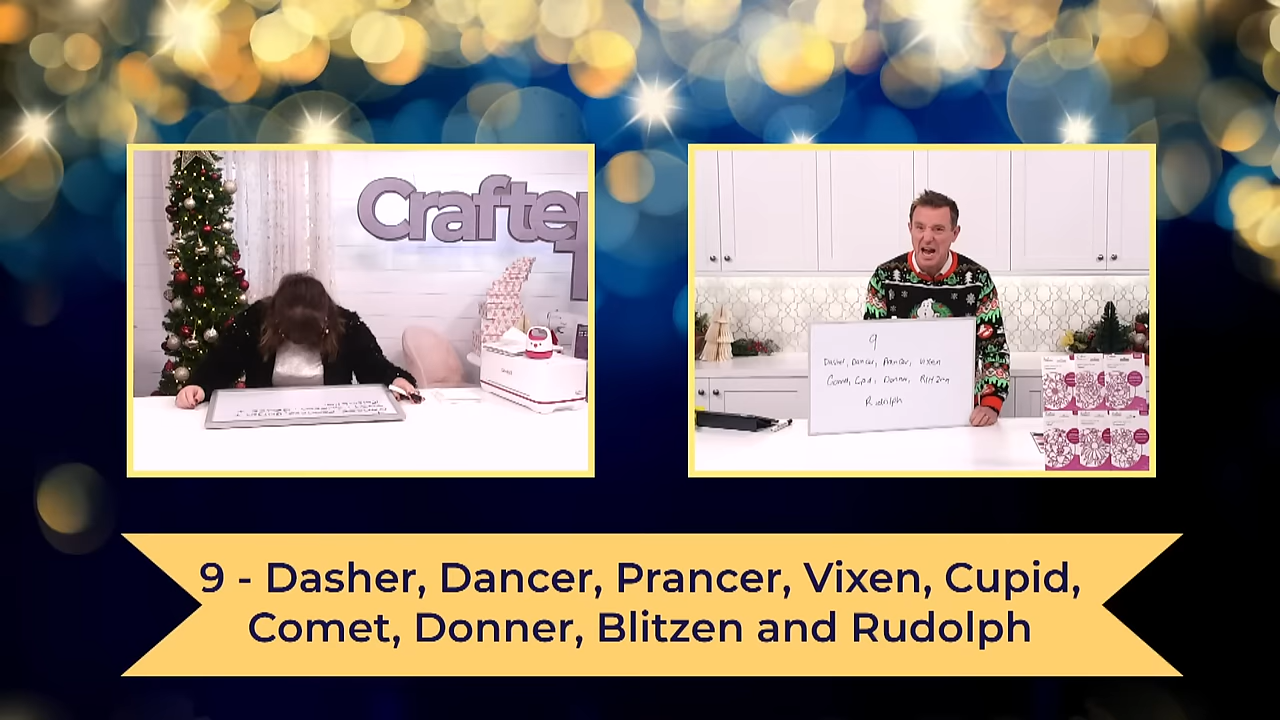 Crafte
9
Dasher, Dancer, Prancer, Vixen
Comet, Cupid, Donner, Blitzen
Rudolph
9 - Dasher, Dancer, Prancer, Vixen, Cupid,
Comet, Donner, Blitzen and Rudolph